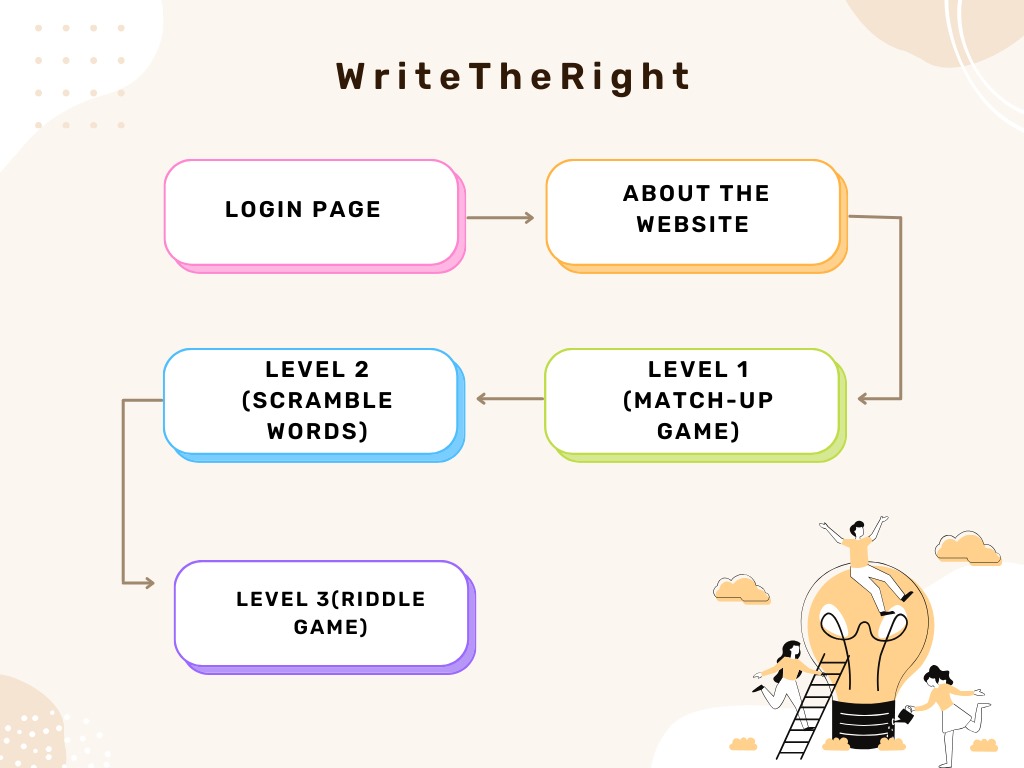 WriteTheRight
LOGIN PAGE
ABOUT THE
WEBSITE
LEVEL 1
(MATCH-UP
GAME)
LEVEL 2
(SCRAMBLE
WORDS)
LEVEL 3(RIDDLE
GAME)